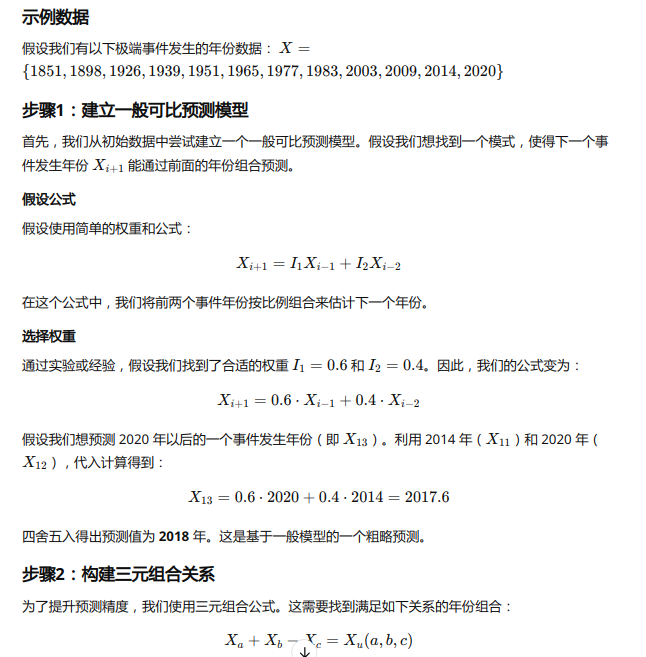 示例数据
假设我们有以下极端事件发生的年份数据： X =
{1851, 1898, 1926, 1939, 1951, 1965, 1977, 1983, 2003, 2009, 2014, 2020}
步骤1：建立一般可比预测模型
首先，我们从初始数据中尝试建立一个一般可比预测模型。假设我们想找到一个模式，使得下一个事
件发生年份 X_{i+1} 能通过前面的年份组合预测。
假设公式
假设使用简单的权重和公式：
X_{i+1} = I_1 X_{i-1} + I_2 X_{i-2}
在这个公式中，我们将前两个事件年份按比例组合来估计下一个年份。
选择权重
通过实验或经验，假设我们找到了合适的权重 I_1 = 0.6 和 I_2 = 0.4。因此，我们的公式变为：
X_{i+1} = 0.6 · X_{i-1} + 0.4 · X_{i-2}
假设我们想预测 2020 年以后的一个事件发生年份（即 X_{13}）。利用 2014 年（X_{11}）和 2020 年（
X_{12}），代入计算得到：
X_{13} = 0.6 · 2020 + 0.4 · 2014 = 2017.6
四舍五入得出预测值为 2018 年。这是基于一般模型的一个粗略预测。
步骤2：构建三元组合关系
为了提升预测精度，我们使用三元组合公式。这需要找到满足如下关系的年份组合：
X_a + X_b − X_c = X_u(a, b, c)